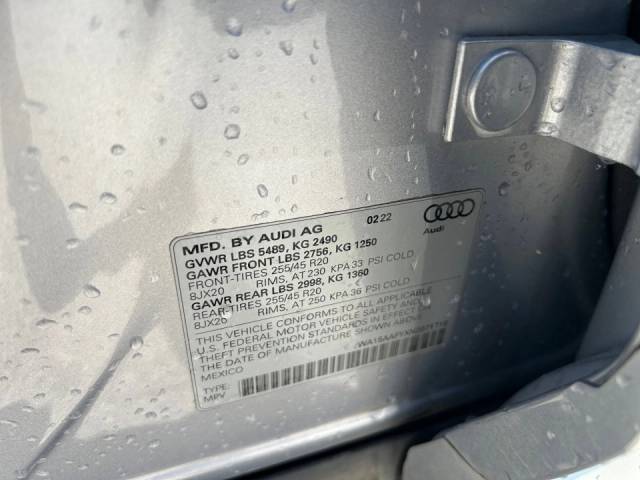 MFD. BY AUDI AG 02 22
GVWR LBS 5489, KG 2490
GAWR FRONT LBS 2756, KG 1250
FRONT-TIRES 255/45 R20
8JX20 RIMS, AT 230 KPA 33 PSI COLD
GAWR REAR LBS 2998, KG 1360
REAR-TIRES 255/45 R20
8JX20 RIMS, AT 250 KPA 36 PSI COLD
THIS VEHICLE CONFORMS TO ALL APPLICABLE
U.S. FEDERAL MOTOR VEHICLE SAFETY AND
THEFT PREVENTION STANDARDS IN EFFECT ON
THE DATE OF MANUFACTURE SHOWN ABOVE.
MEXICO
TYPE:
MPV
Audi